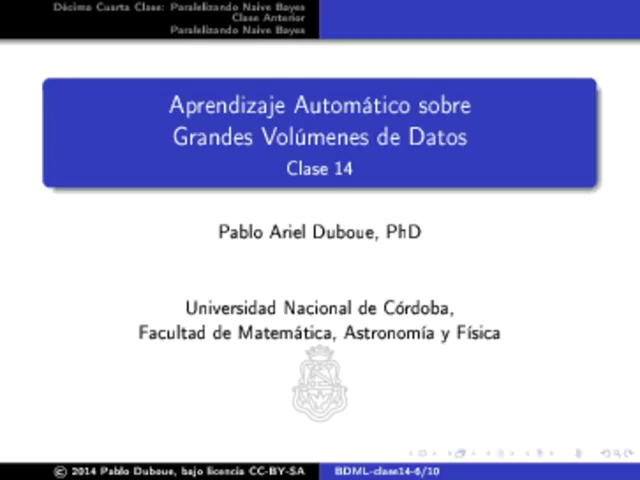 Décima Cuarta Clase: Paralelizando Naive Bayes
Clase Anterior
Paralelizando Naive Bayes
Aprendizaje Automático sobre
Grandes Volúmenes de Datos
Clase 14
Pablo Ariel Duboue, PhD
Universidad Nacional de Córdoba,
Facultad de Matemática, Astronomía y Física
© 2014 Pablo Duboue, bajo licencia CC-BY-SA
BDML-clase14-6/10